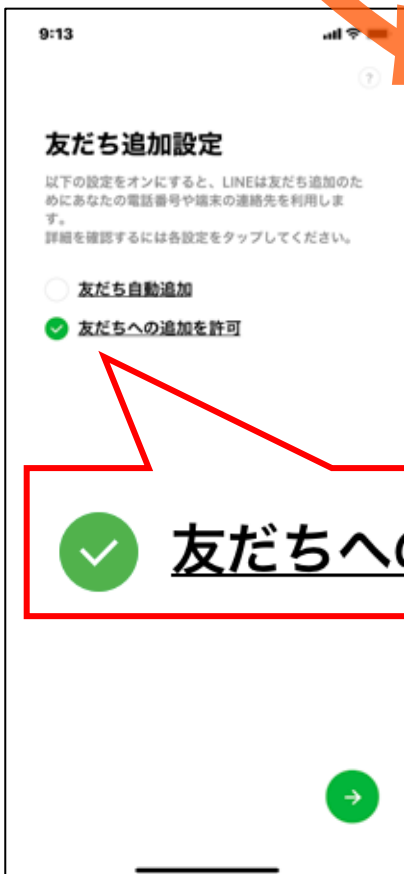 9:13
?
友だち追加設定
以下の設定をオンにすると、LINEは友だち追加のた
めにあなたの電話番号や端末の連絡先を利用しま
す。
詳細を確認するには各設定をタップしてください。
友だち自動追加
友だちへの追加を許可
友だちへの